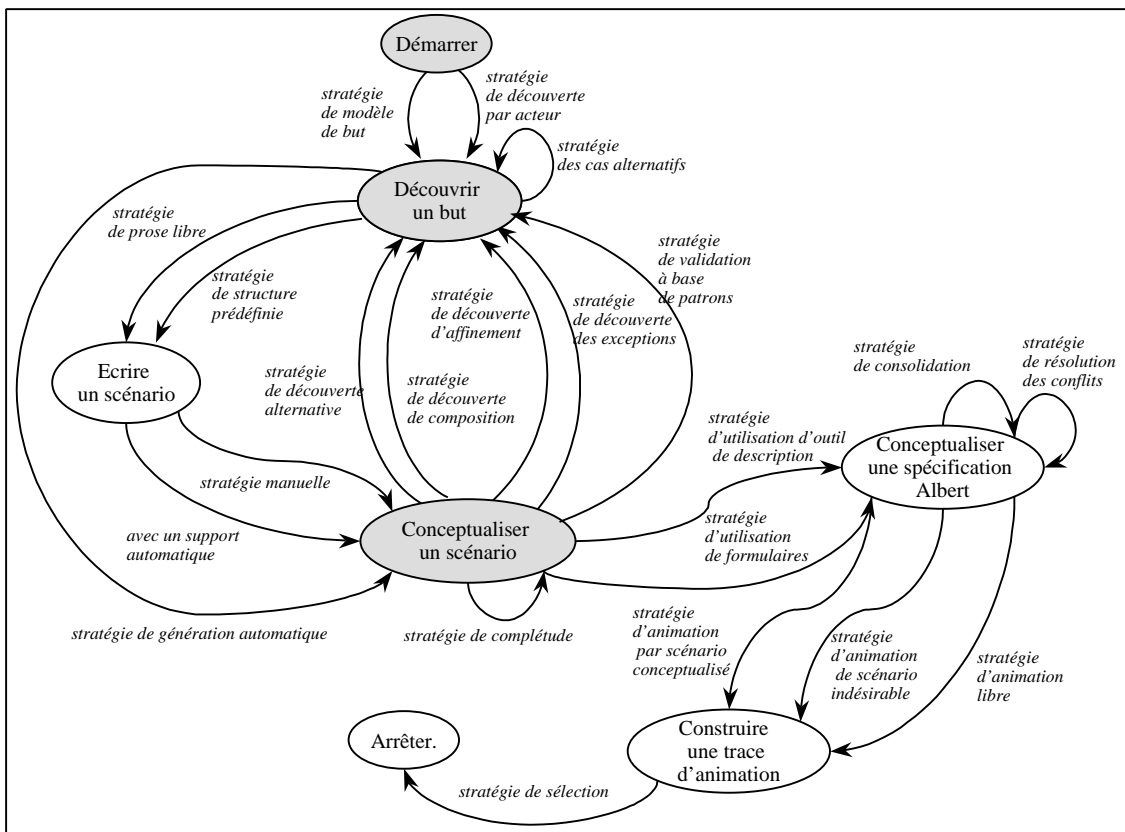 Démarrer
stratégie
de modèle
de but
stratégie
de découverte
par acteur
stratégie
des cas alternatifs
Découvrir
un but
stratégie
de prose libre
stratégie
de structure
prédéfinie
stratégie
de validation
à base
de patrons
stratégie
de découverte
d'affinement
stratégie
de découverte
des exceptions
Ecrire
un scénario
stratégie
de découverte
alternative
stratégie
de découverte
de composition
stratégie
de consolidation
stratégie
de résolution
des conflits
stratégie
d'utilisation d'outil
de description
Conceptualiser
une spécification
Albert
stratégie manuelle
avec un support
automatique
Conceptualiser
un scénario
stratégie
d'utilisation
de formulaires
stratégie de génération automatique
stratégie de complétude
stratégie
d'animation
par scénario
conceptualisé
stratégie
d'animation
de scénario
indésirable
stratégie
d'animation
libre
Arrêter.
Construire
une trace
d'animation
stratégie de sélection